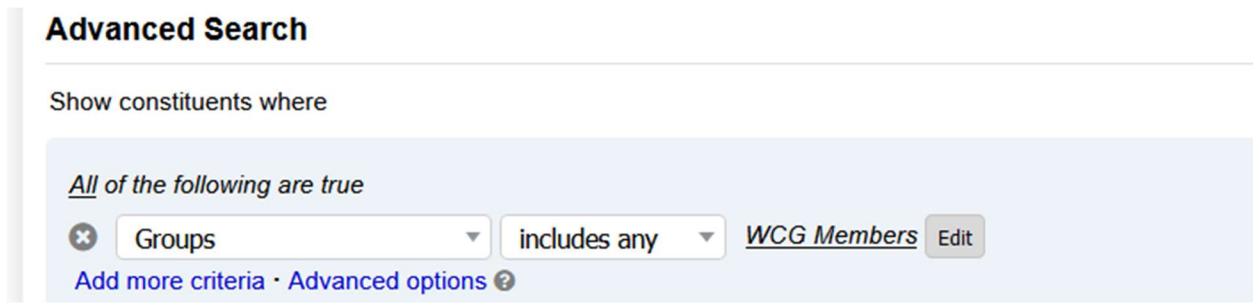 Advanced Search
Show constituents where
All of the following are true
Groups includes any WCG Members Edit
Add more criteria · Advanced options ?